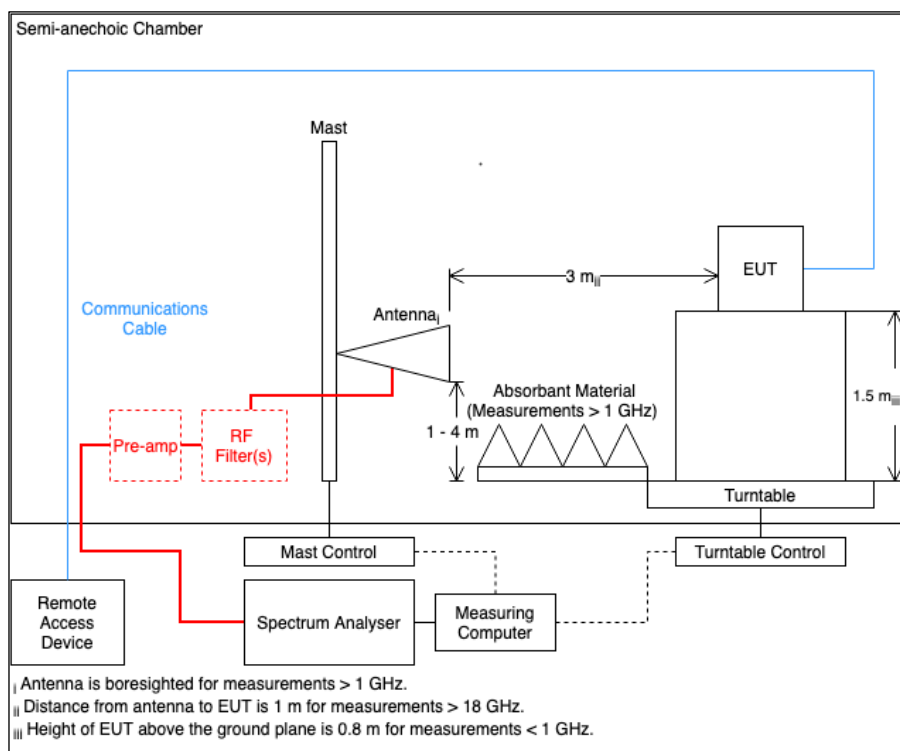 Semi-anechoic Chamber
Mast
EUT
3 mii
Communications
Cable
Antennai
Absorbant Material
(Measurements > 1 GHz)
1.5 miii
1 - 4 m
Pre-amp
RF
Filter(s)
Turntable
Mast Control
Turntable Control
Remote
Access
Device
Spectrum Analyser
Measuring
Computer
i Antenna is boresighted for measurements > 1 GHz.
ii Distance from antenna to EUT is 1 m for measurements > 18 GHz.
iii Height of EUT above the ground plane is 0.8 m for measurements < 1 GHz.